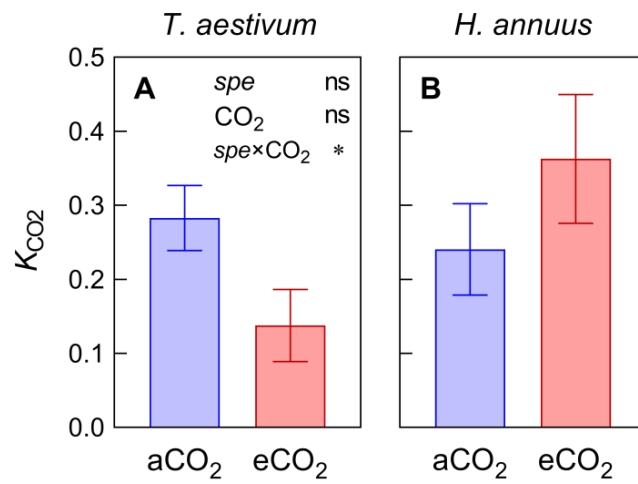 T. aestivum H. annuus
A spe ns
CO₂ ns
spe×CO₂ *
B
K_CO2
0.5
0.4
0.3
0.2
0.1
0.0
aCO₂ eCO₂ aCO₂ eCO₂